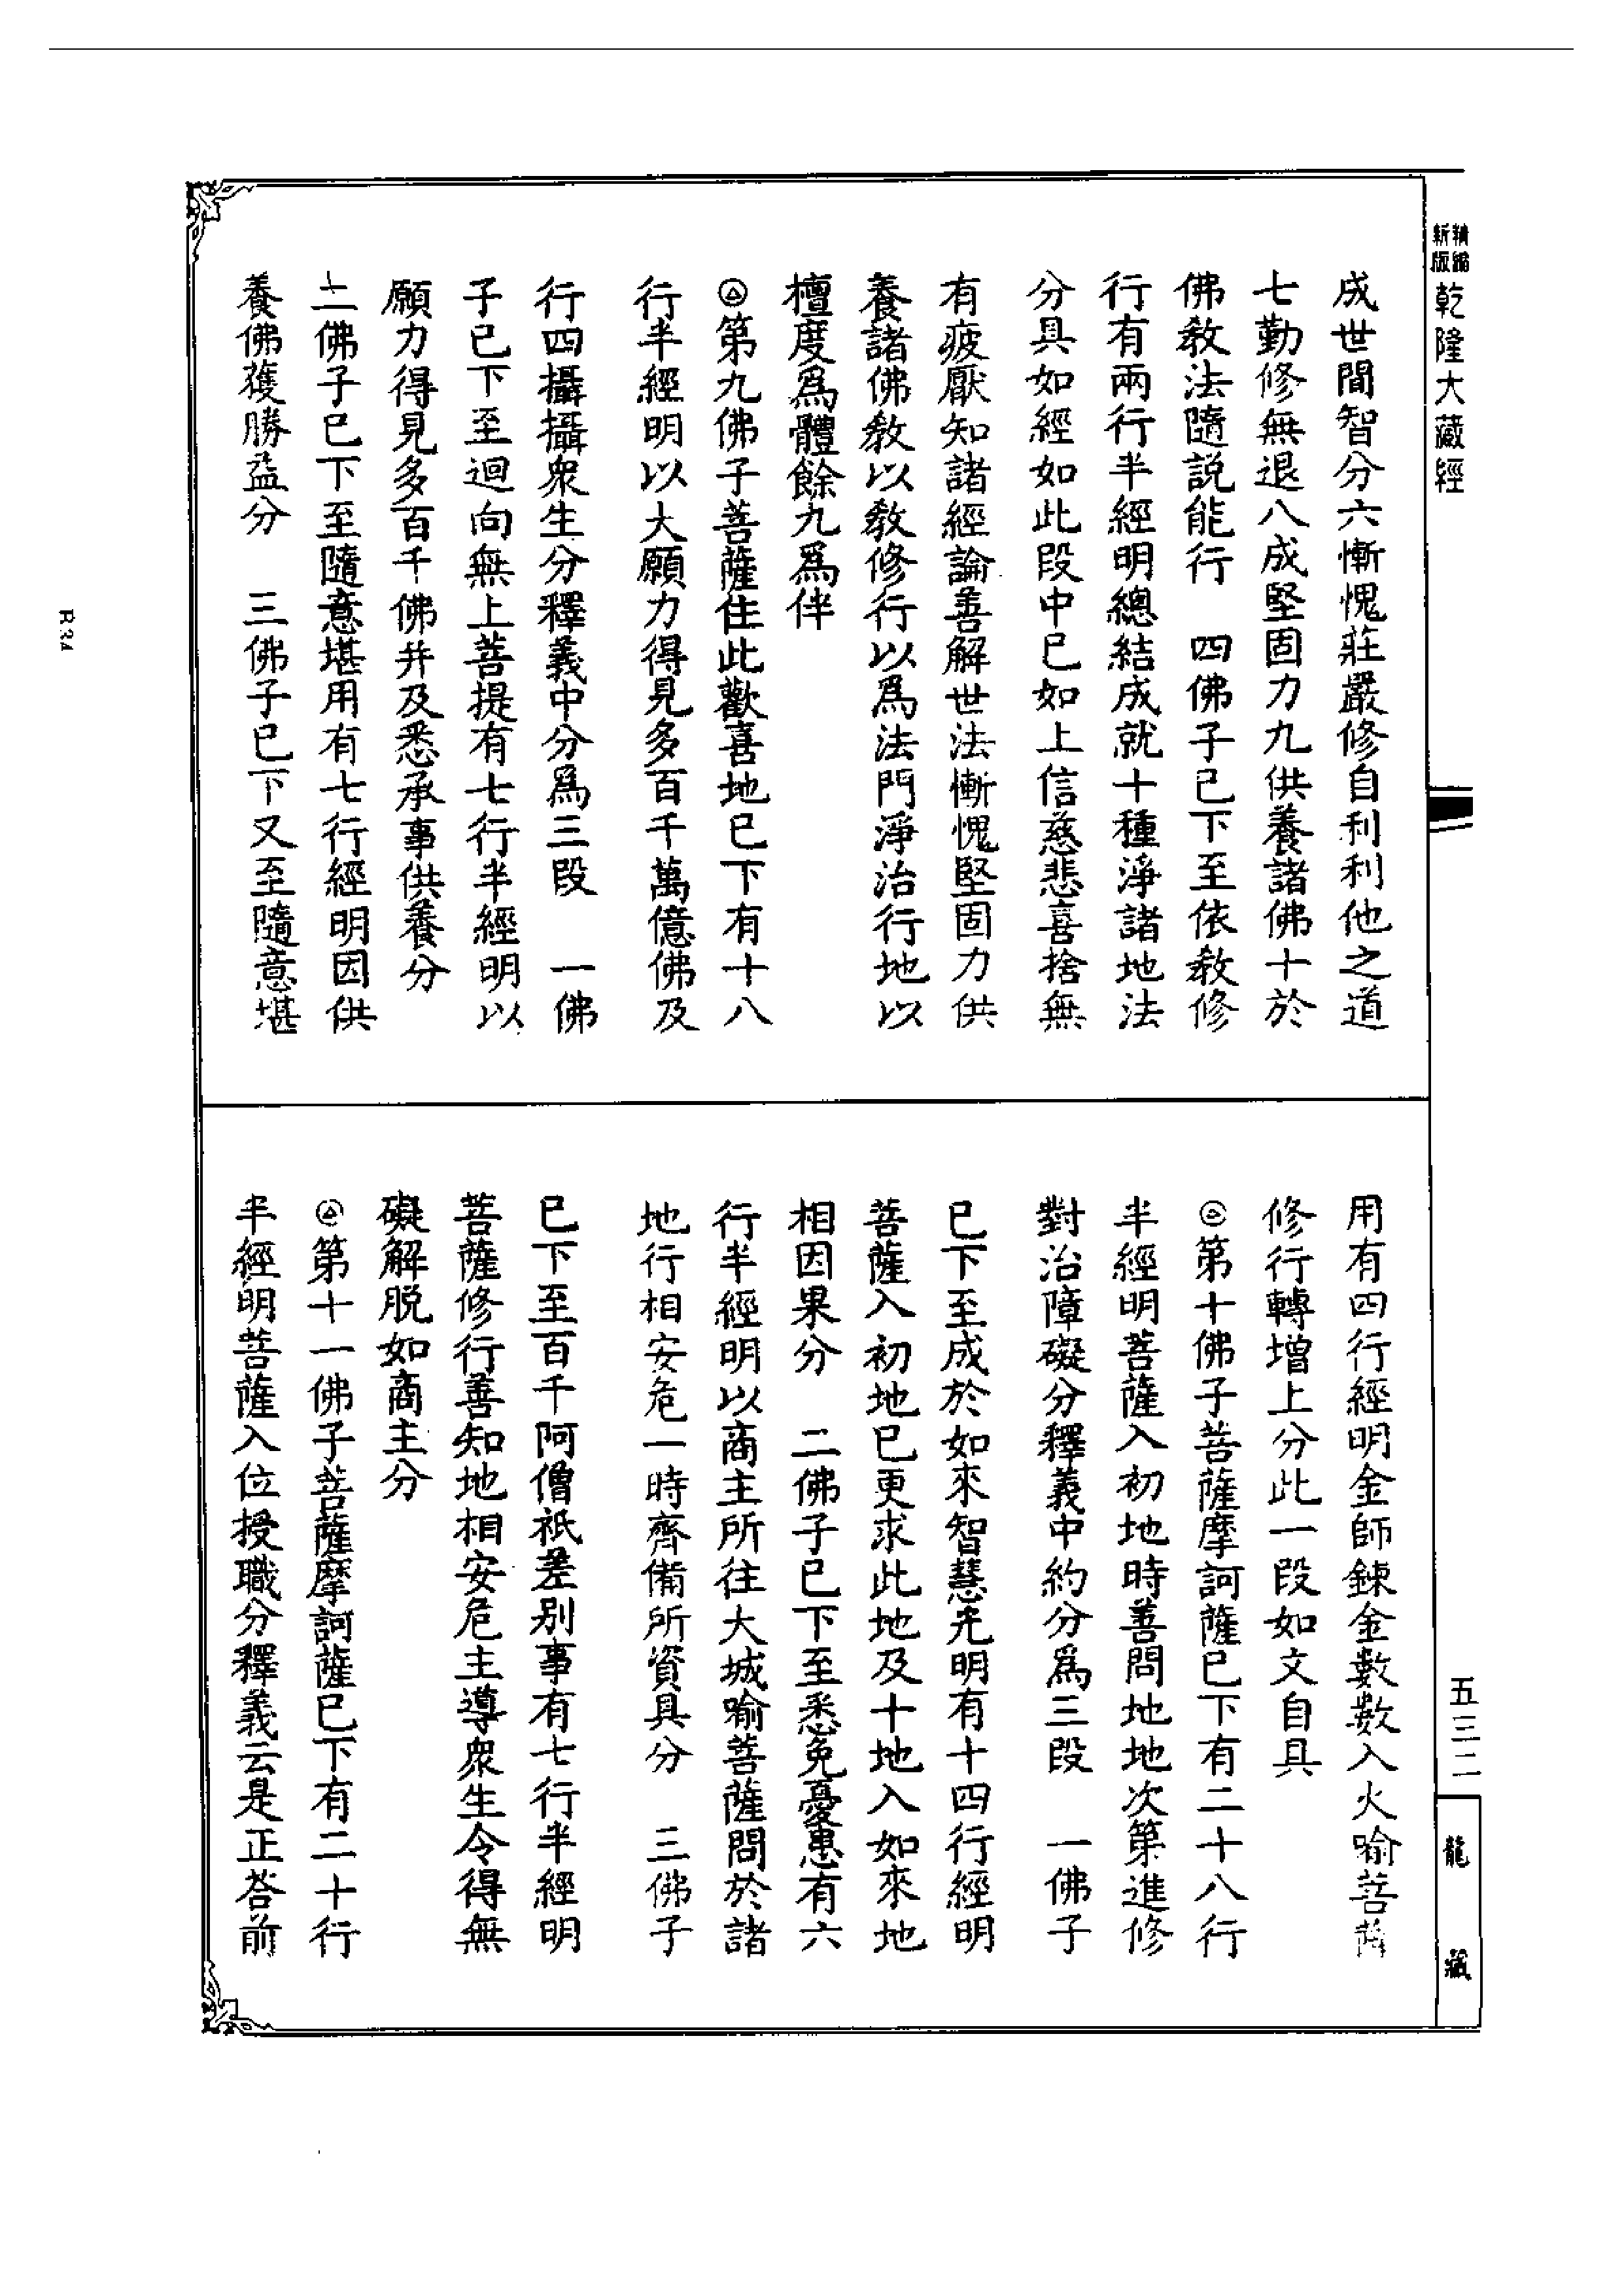 新編
縮版
乾隆大藏經
成世間智分六慚愧莊嚴修自利利他之道
七勤修無退八成堅固力九供養諸佛十於
佛教法隨説能行　四佛子已下至依教修
行有兩行半經明總結成就十種淨諸地法
分具如經如此段中已如上信慈悲喜捨無
有疲厭知諸經論善解世法慚愧堅固力供
養諸佛教以教修行以爲法門淨治行地以
檀度爲體餘九爲伴
㊁第九佛子菩薩住此歡喜地已下有十八
行半經明以大願力得見多百千萬億佛及
行四攝攝衆生分釋義中分爲三段　一佛
子已下至迴向無上菩提有七行半經明以
願力得見多百千佛并及悉承事供養分
二佛子已下至隨意堪用有七行經明因供
養佛獲勝益分　三佛子已下又至隨意堪
用有四行經明金師鍊金數數入火喻菩薩
修行轉增上分此一段如文自具
㊁第十佛子菩薩摩訶薩已下有二十八行
半經明菩薩入初地時善問地地次第進修
對治障礙分釋義中約分爲三段　一佛子
已下至成於如來智慧光明有十四行經明
菩薩入初地已更求此地及十地入如來地
相因果分　二佛子已下至悉免憂患有六
行半經明以商主所往大城喻菩薩問於諸
地行相安危一時齊備所資具分　三佛子
已下至百千阿僧祇差别事有七行半經明
菩薩修行善知地相安危主導衆生令得無
礙解脱如商主分
㊁第十一佛子菩薩摩訶薩已下有二十行
半經明菩薩入位授職分釋義云是正荅前
五三二
龍藏